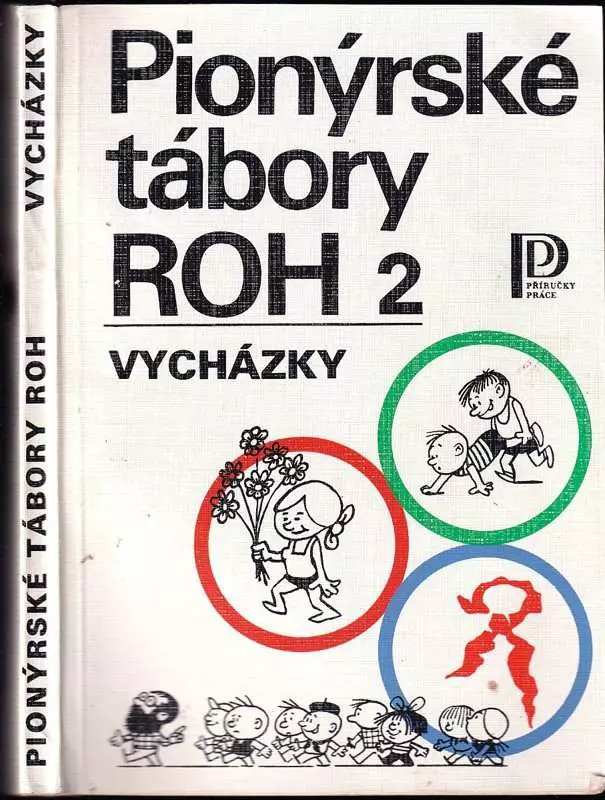 Pionýrské
tábory
ROH 2
VYCHÁZKY
PŘÍRUČKY
PRÁCE
PIONÝRSKÉ TÁBORY ROH VYCHÁZKY